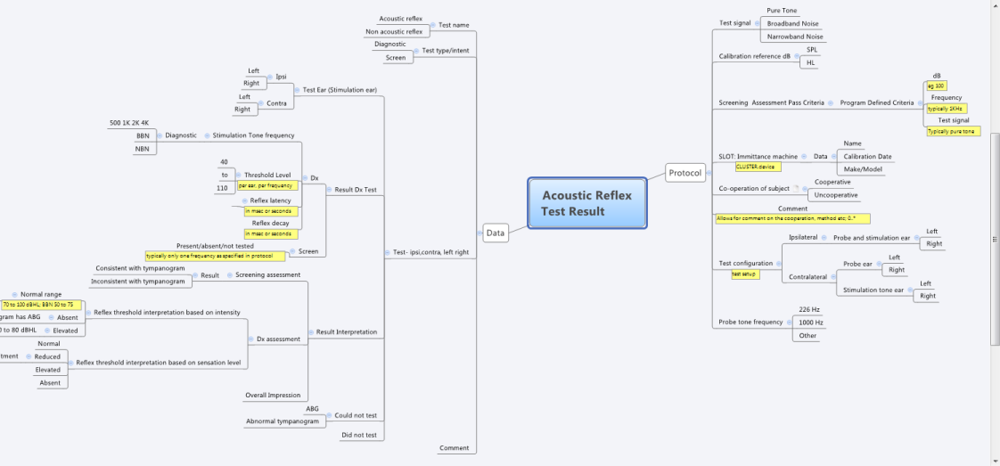 Acoustic Reflex
Test Result
Data
Test name
Acoustic reflex
Non acoustic reflex
Test type/intent
Diagnostic
Screen
Test- ipsi,contra, left right
Test Ear (Stimulation ear)
Ipsi
Left
Right
Contra
Left
Right
Result Dx Test
Dx
Stimulation Tone frequency
Diagnostic
500 1K 2K 4K
BBN
NBN
Threshold Level
per ear, per frequency
40
to
110
Reflex latency
in msec or seconds
Reflex decay
in msec or seconds
Screen
Present/absent/not tested
typically only one frequency as specified in protocol
Result Interpretation
Screening assessment
Result
Consistent with tympanogram
Inconsistent with tympanogram
Dx assessment
Reflex threshold interpretation based on intensity
Normal range
70 to 100 dBHL; BBN 50 to 75
Absent
gram has ABG
Elevated
0 to 80 dBHL
Reflex threshold interpretation based on sensation level
Normal
Reduced
tment
Elevated
Absent
Overall Impression
Could not test
ABG
Abnormal tympanogram
Did not test
Comment
Protocol
Test signal
Pure Tone
Broadband Noise
Narrowband Noise
Calibration reference dB
SPL
HL
Screening Assessment Pass Criteria
Program Defined Criteria
dB
eg 100
Frequency
typically 1KHz
Test signal
Typically pure tone
SLOT: Immittance machine
CLUSTER.device
Data
Name
Calibration Date
Make/Model
Co-operation of subject
Cooperative
Uncooperative
Comment
Allows for comment on the cooperation, method etc; 0..*
Test configuration
test setup
Ipsilateral
Probe and stimulation ear
Left
Right
Contralateral
Probe ear
Left
Right
Stimulation tone ear
Left
Right
Probe tone frequency
226 Hz
1000 Hz
Other